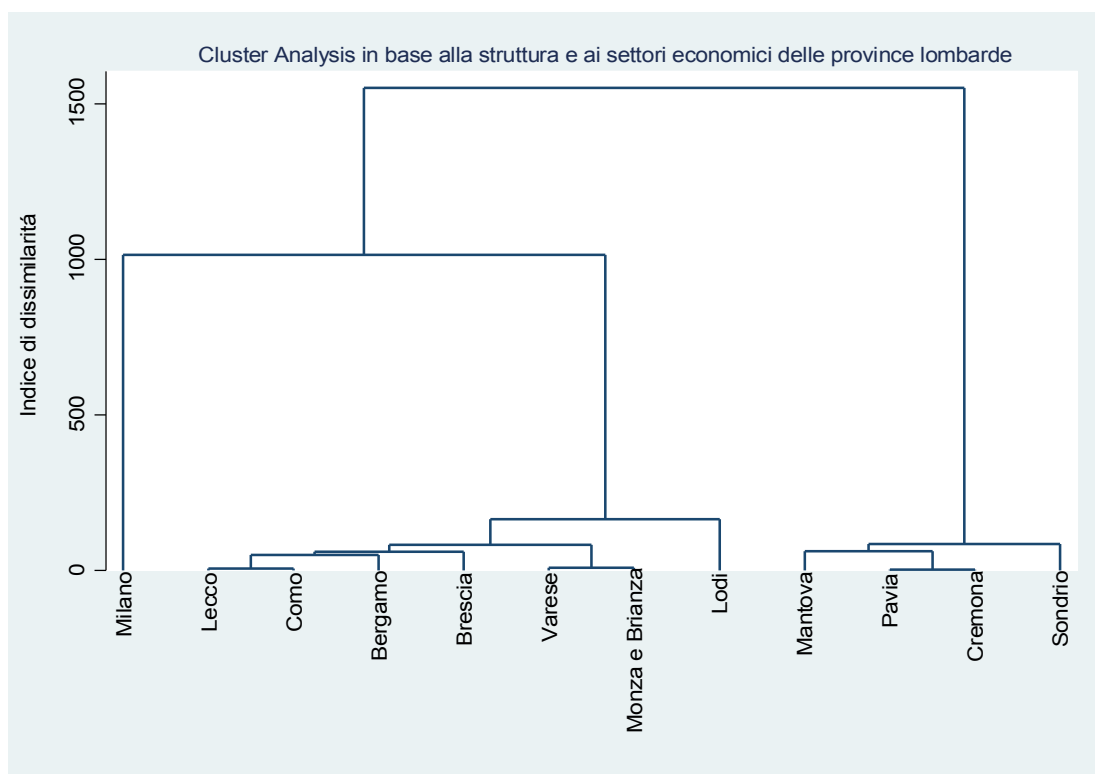 Cluster Analysis in base alla struttura e ai settori economici delle province lombarde
Indice di dissimilaritá
1500
1000
500
0
Milano
Lecco
Como
Bergamo
Brescia
Varese
Monza e Brianza
Lodi
Mantova
Pavia
Cremona
Sondrio